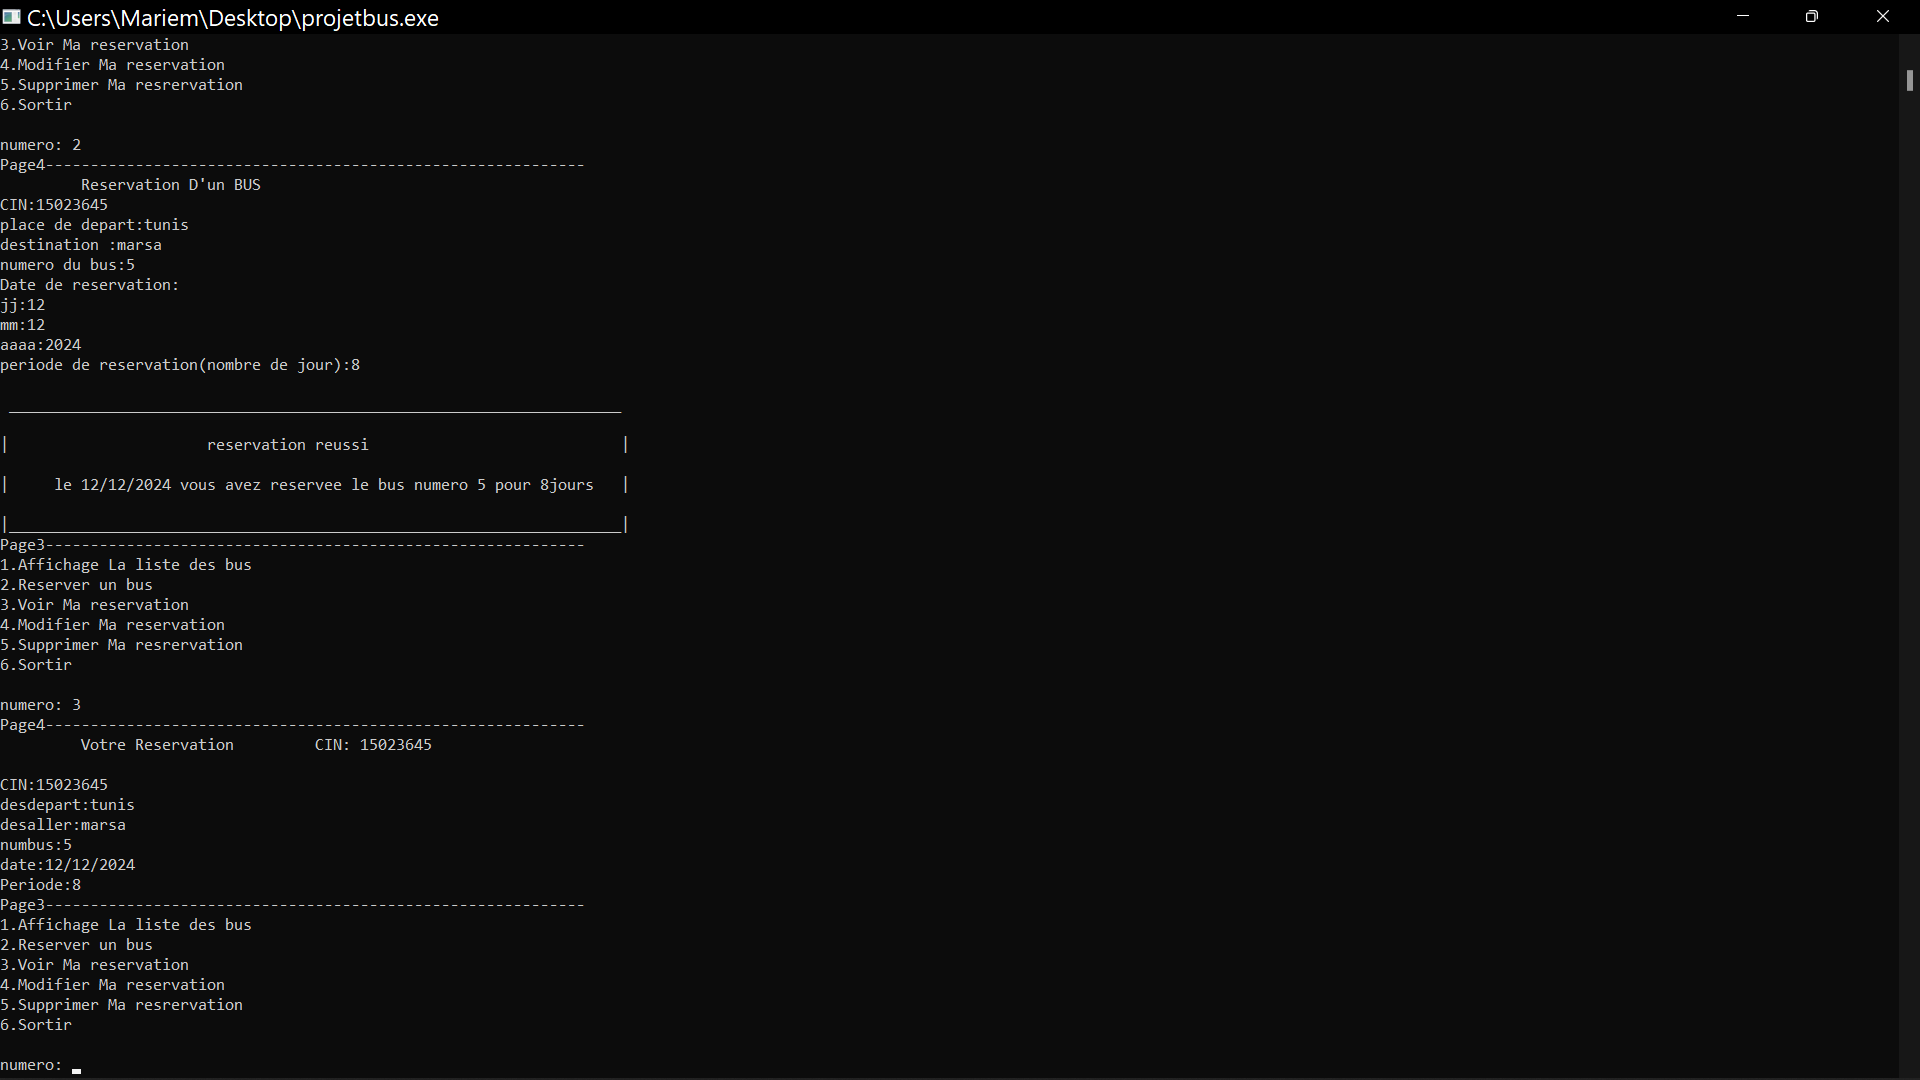 C:\Users\Mariem\Desktop\projetbus.exe
3.Voir Ma reservation
4.Modifier Ma reservation
5.Supprimer Ma resrervation
6.Sortir
numero: 2
Page4------------------------------------------------------------
Reservation D'un BUS
CIN:15023645
place de depart:tunis
destination :marsa
numero du bus:5
Date de reservation:
jj:12
mm:12
aaaa:2024
periode de reservation(nombre de jour):8
____________________________________________________________________
| reservation reussi |
| le 12/12/2024 vous avez reservee le bus numero 5 pour 8jours |
|____________________________________________________________________|
Page3------------------------------------------------------------
1.Affichage La liste des bus
2.Reserver un bus
3.Voir Ma reservation
4.Modifier Ma reservation
5.Supprimer Ma resrervation
6.Sortir
numero: 3
Page4------------------------------------------------------------
Votre Reservation CIN: 15023645
CIN:15023645
desdepart:tunis
desaller:marsa
numbus:5
date:12/12/2024
Periode:8
Page3------------------------------------------------------------
1.Affichage La liste des bus
2.Reserver un bus
3.Voir Ma reservation
4.Modifier Ma reservation
5.Supprimer Ma resrervation
6.Sortir
numero: _